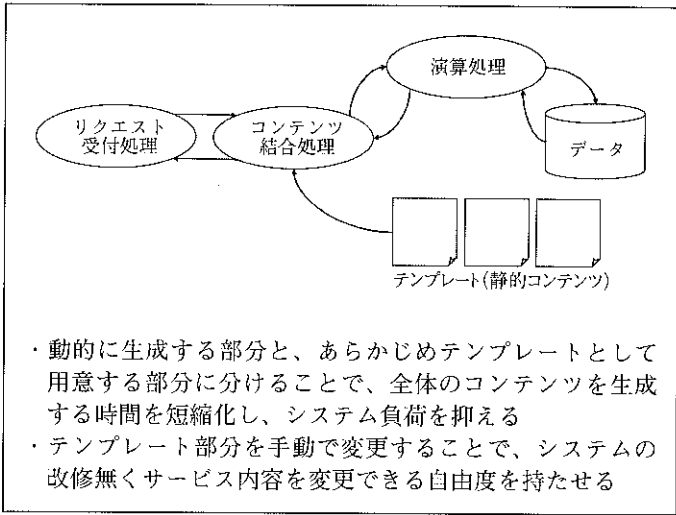 演算処理
リクエスト
受付処理
コンテンツ
結合処理
データ
テンプレート(静的コンテンツ)
・動的に生成する部分と、あらかじめテンプレートとして
用意する部分に分けることで、全体のコンテンツを生成
する時間を短縮化し、システム負荷を抑える
・テンプレート部分を手動で変更することで、システムの
改修無くサービス内容を変更できる自由度を持たせる